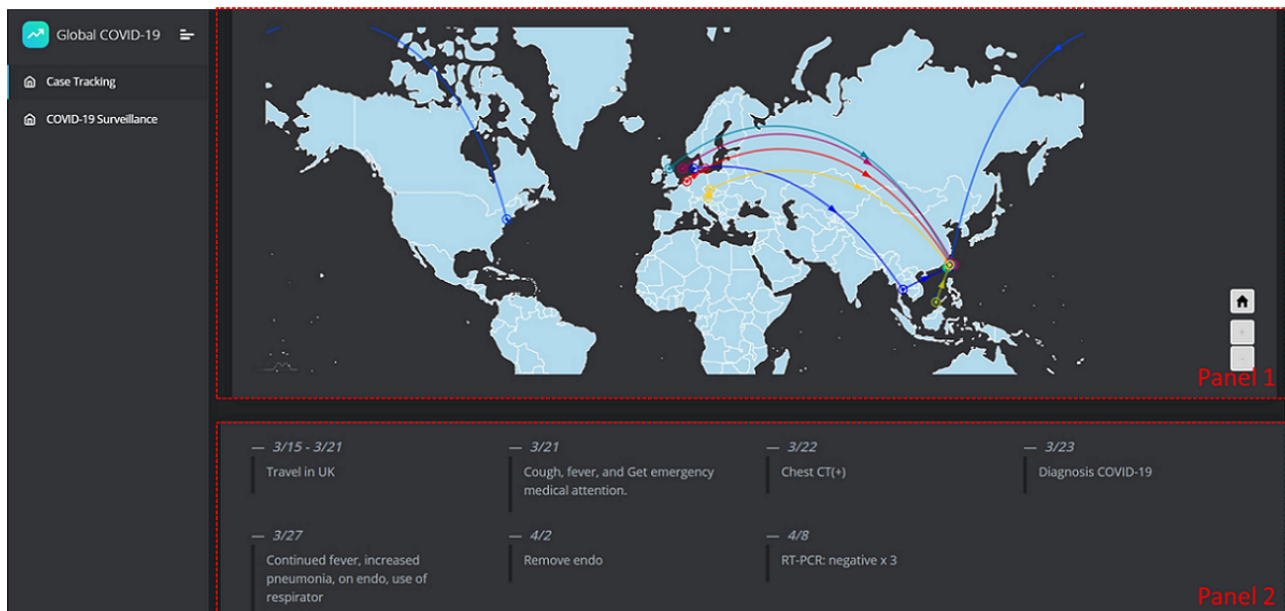 Global COVID-19
Case Tracking
COVID-19 Surveillance
Panel 1
— 3/15 - 3/21
Travel in UK
— 3/21
Cough, fever, and Get emergency
medical attention.
— 3/22
Chest CT(+)
— 3/23
Diagnosis COVID-19
— 3/27
Continued fever, increased
pneumonia, on endo, use of
respirator
— 4/2
Remove endo
— 4/8
RT-PCR: negative x 3
Panel 2